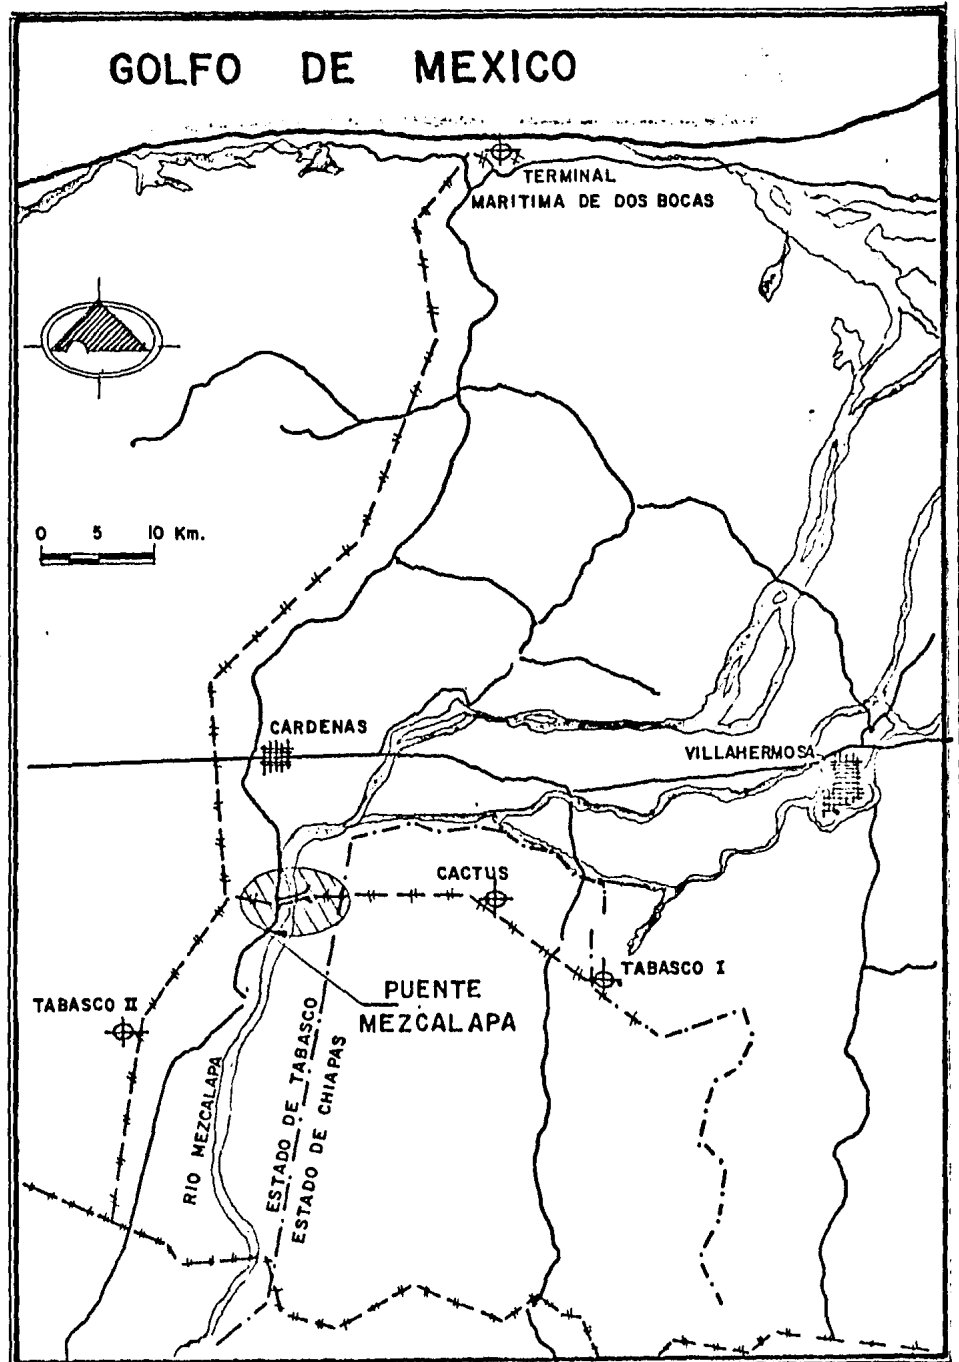 GOLFO DE MEXICO
TERMINAL
MARITIMA DE DOS BOCAS
0 5 10 Km.
CARDENAS
VILLAHERMOSA
CACTUS
TABASCO I
PUENTE
MEZCALAPA
TABASCO II
RIO MEZCALAPA
ESTADO DE TABASCO
ESTADO DE CHIAPAS